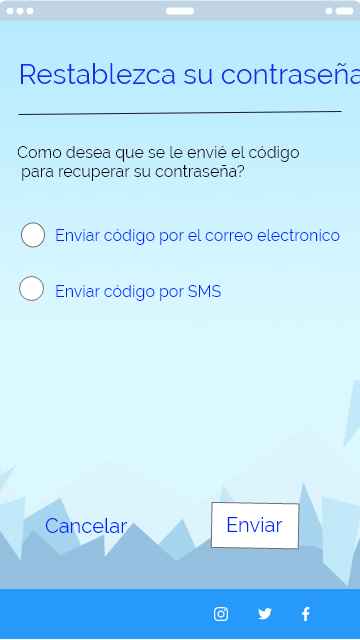 Restablezca su contraseña
Como desea que se le envié el código
para recuperar su contraseña?
Enviar código por el correo electronico
Enviar código por SMS
Cancelar
Enviar